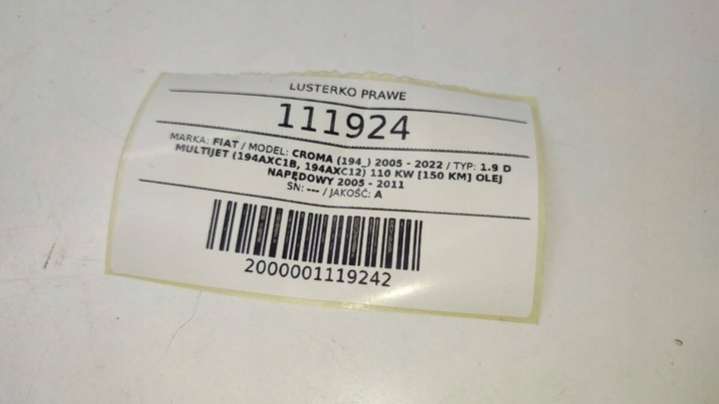 LUSTERKO PRAWE
111924
MARKA: FIAT / MODEL: CROMA (194_) 2005 - 2022 / TYP: 1.9 D
MULTIJET (194AXC1B, 194AXC12) 110 KW [150 KM] OLEJ
NAPĘDOWY 2005 - 2011
SN: --- / JAKOŚĆ: A
2000001119242